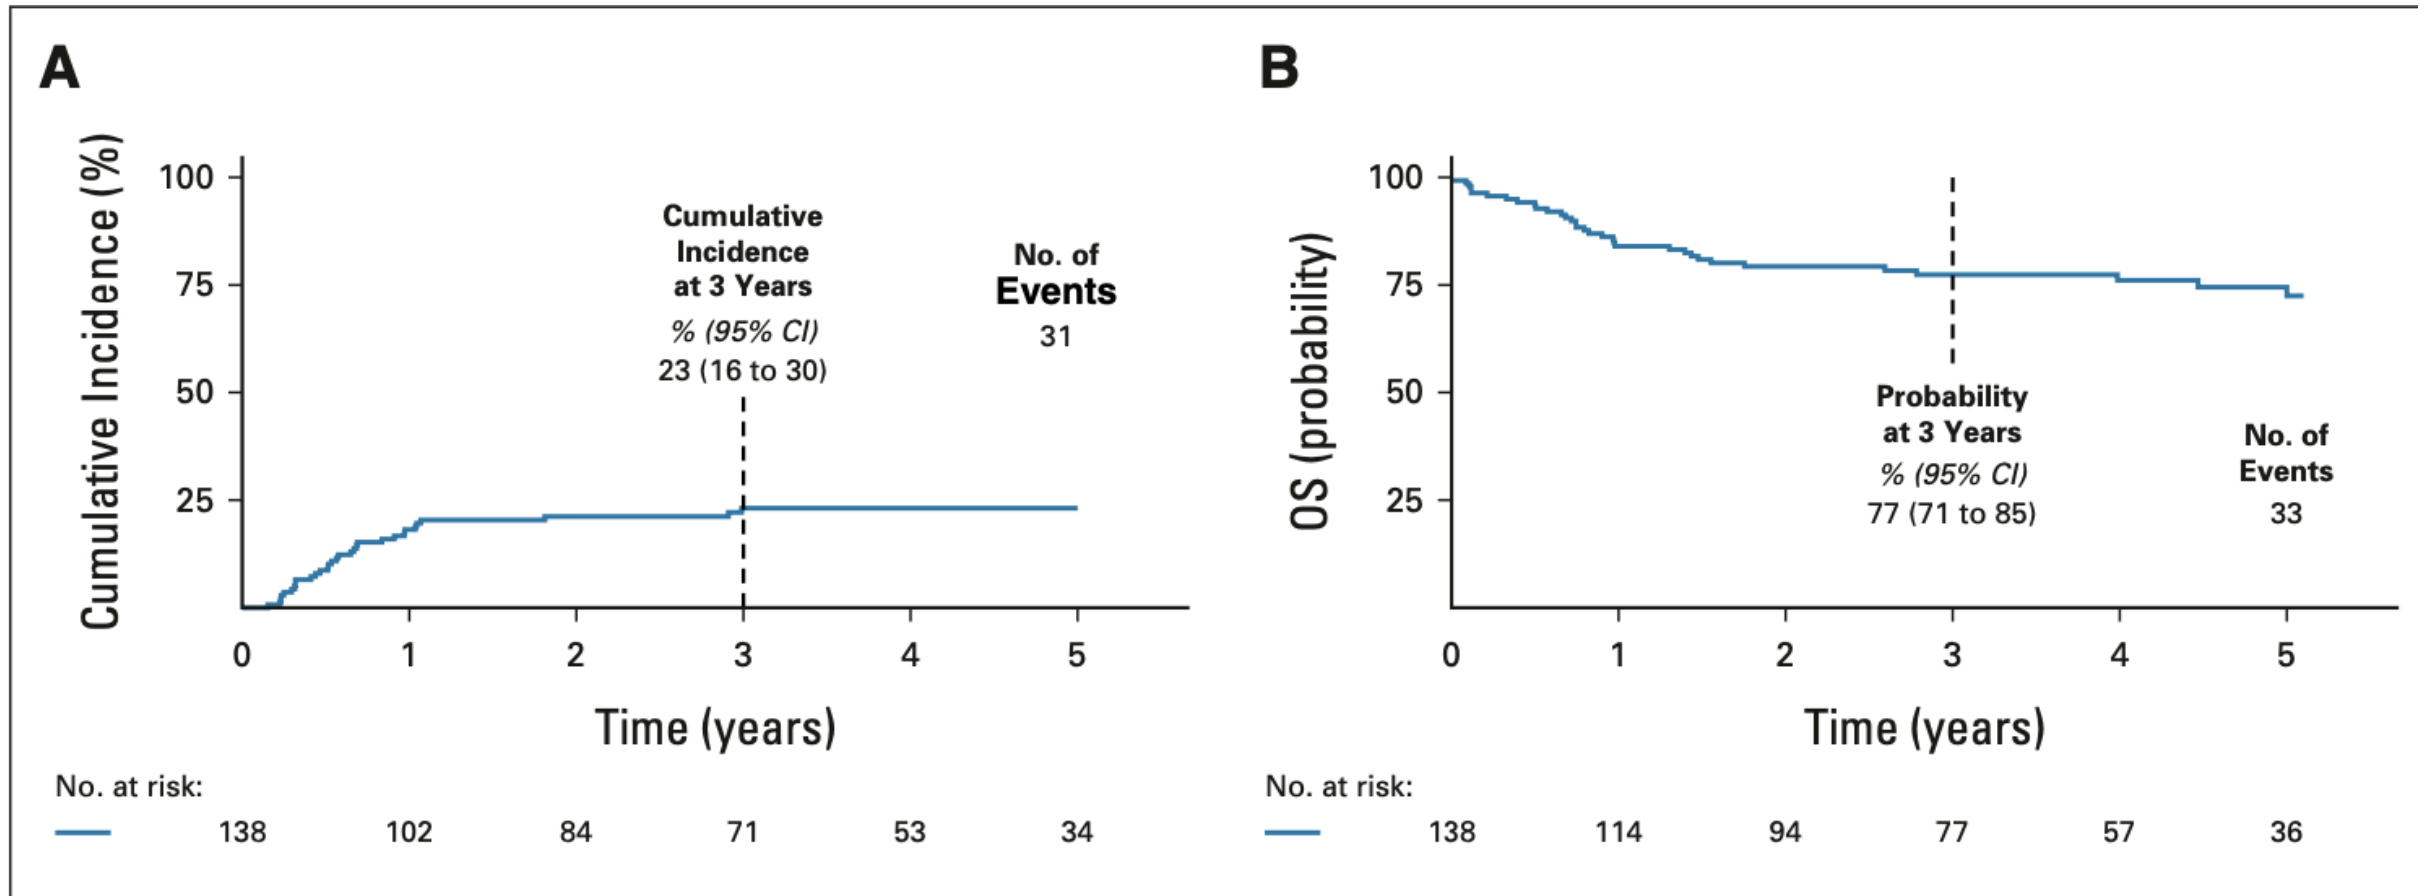 A
Cumulative Incidence (%)
100
75
50
25
Cumulative
Incidence
at 3 Years
% (95% CI)
23 (16 to 30)
No. of
Events
31
0 1 2 3 4 5
Time (years)
No. at risk:
138 102 84 71 53 34
B
OS (probability)
100
75
50
25
Probability
at 3 Years
% (95% CI)
77 (71 to 85)
No. of
Events
33
0 1 2 3 4 5
Time (years)
No. at risk:
138 114 94 77 57 36